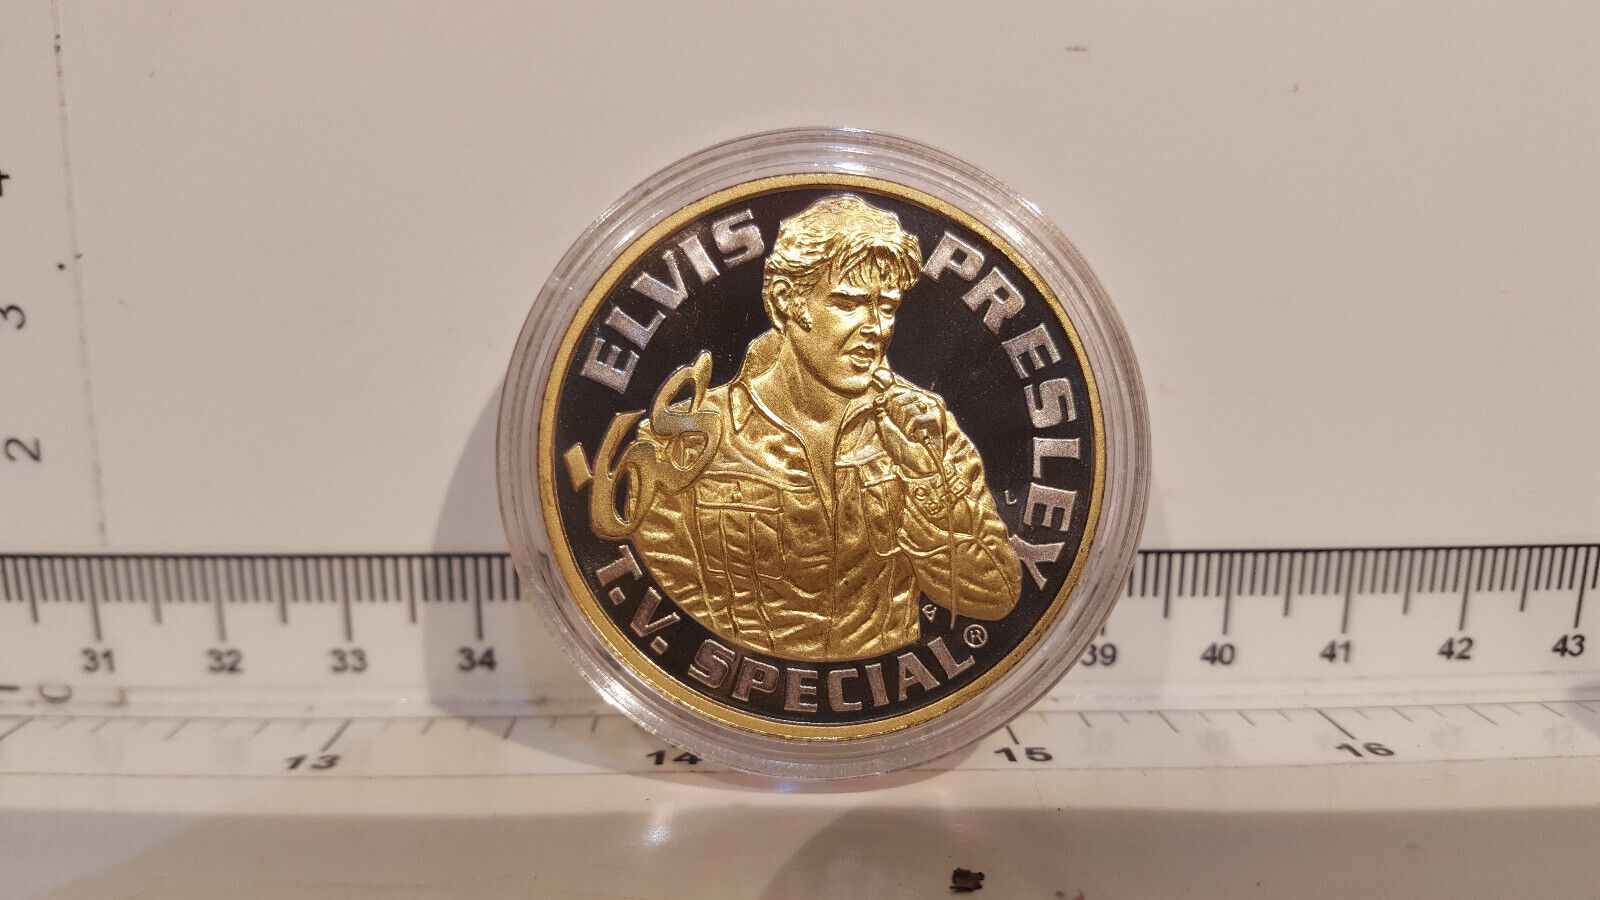 ELVIS PRESLEY
'68
T.V. SPECIAL®
4
3
2
31 32 33 34 39 40 41 42 43
13 14 15 16